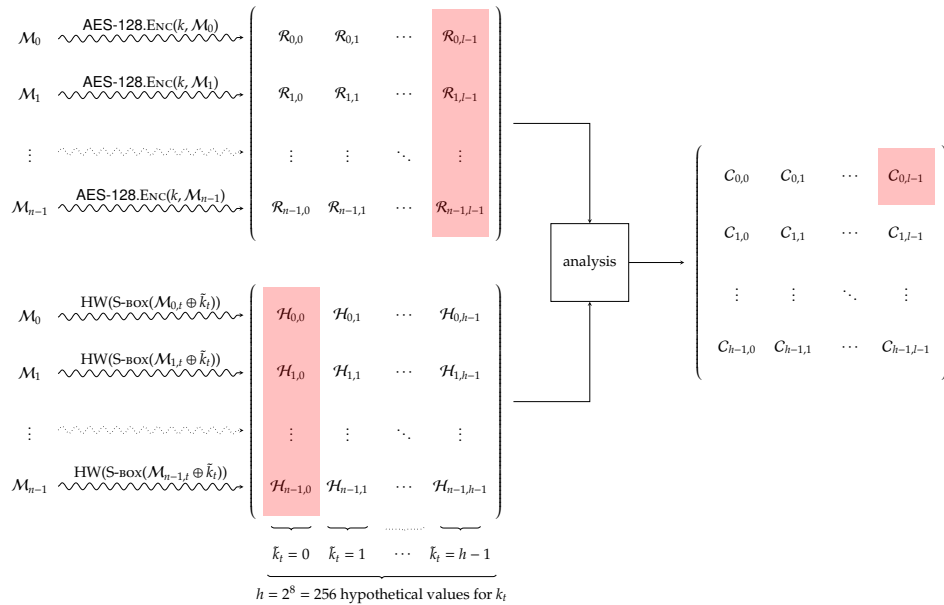 AES-128.Enc(k, M₀)
M₀ R₀,₀ R₀,₁ ⋯ R₀,ₗ₋₁
AES-128.Enc(k, M₁)
M₁ R₁,₀ R₁,₁ ⋯ R₁,ₗ₋₁
⋮ ⋮ ⋮ ⋱ ⋮
AES-128.Enc(k, Mₙ₋₁)
Mₙ₋₁ Rₙ₋₁,₀ Rₙ₋₁,₁ ⋯ Rₙ₋₁,ₗ₋₁
HW(S-box(M₀,ₜ ⊕ k̃ₜ))
M₀ H₀,₀ H₀,₁ ⋯ H₀,ₕ₋₁
HW(S-box(M₁,ₜ ⊕ k̃ₜ))
M₁ H₁,₀ H₁,₁ ⋯ H₁,ₕ₋₁
⋮ ⋮ ⋮ ⋱ ⋮
HW(S-box(Mₙ₋₁,ₜ ⊕ k̃ₜ))
Mₙ₋₁ Hₙ₋₁,₀ Hₙ₋₁,₁ ⋯ Hₙ₋₁,ₕ₋₁
k̃ₜ = 0 k̃ₜ = 1 ⋯ k̃ₜ = h − 1
h = 2⁸ = 256 hypothetical values for kₜ
analysis
C₀,₀ C₀,₁ ⋯ C₀,ₗ₋₁
C₁,₀ C₁,₁ ⋯ C₁,ₗ₋₁
⋮ ⋮ ⋱ ⋮
Cₕ₋₁,₀ Cₕ₋₁,₁ ⋯ Cₕ₋₁,ₗ₋₁